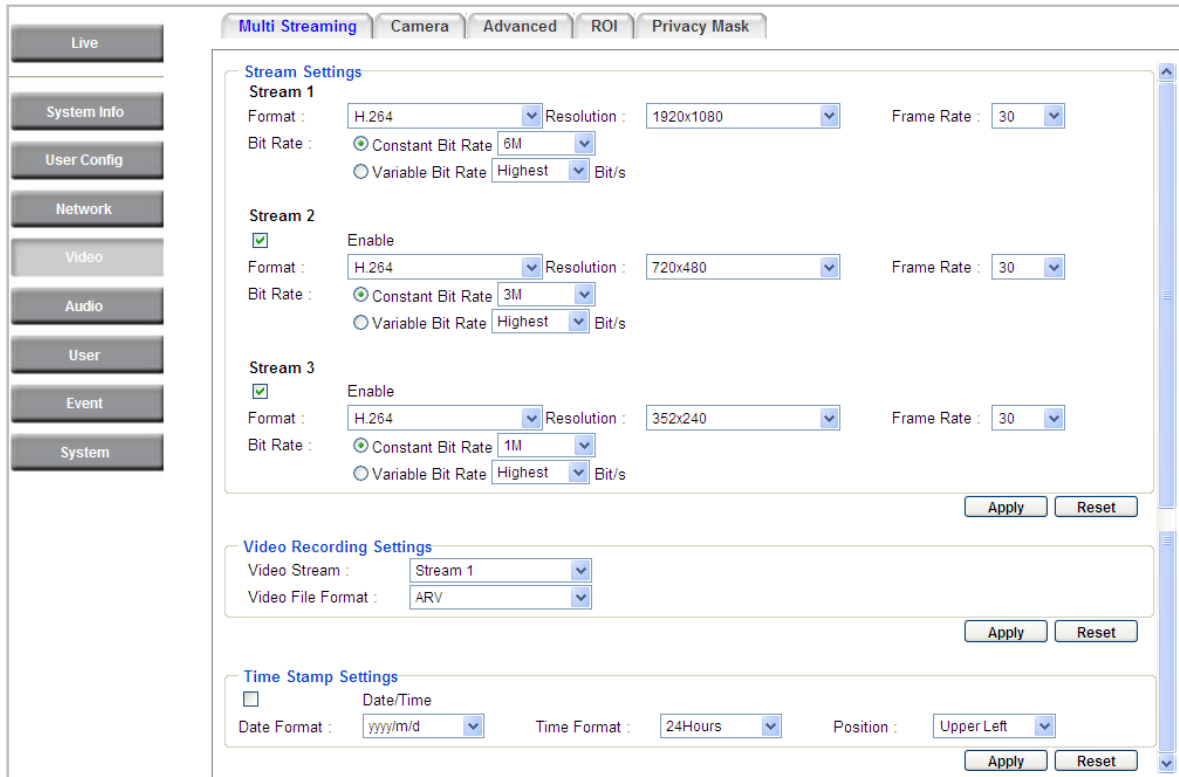 Live
System Info
User Config
Network
Video
Audio
User
Event
System
Multi Streaming Camera Advanced ROI Privacy Mask
Stream Settings
Stream 1
Format : H.264 Resolution : 1920x1080 Frame Rate : 30
Bit Rate : Constant Bit Rate 6M
Variable Bit Rate Highest Bit/s
Stream 2
Enable
Format : H.264 Resolution : 720x480 Frame Rate : 30
Bit Rate : Constant Bit Rate 3M
Variable Bit Rate Highest Bit/s
Stream 3
Enable
Format : H.264 Resolution : 352x240 Frame Rate : 30
Bit Rate : Constant Bit Rate 1M
Variable Bit Rate Highest Bit/s
Apply Reset
Video Recording Settings
Video Stream : Stream 1
Video File Format : ARV
Apply Reset
Time Stamp Settings
Date/Time
Date Format : yyyy/m/d Time Format : 24Hours Position : Upper Left
Apply Reset